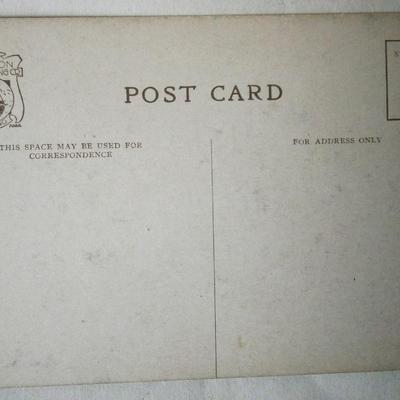 POST CARD
THIS SPACE MAY BE USED FOR
CORRESPONDENCE
FOR ADDRESS ONLY